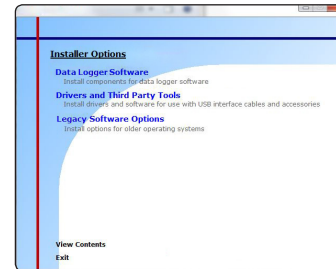 Installer Options
Data Logger Software
Install components for data logger software
Drivers and Third Party Tools
Install drivers and software for use with USB interface cables and accessories
Legacy Software Options
Install options for older operating systems
View Contents
Exit